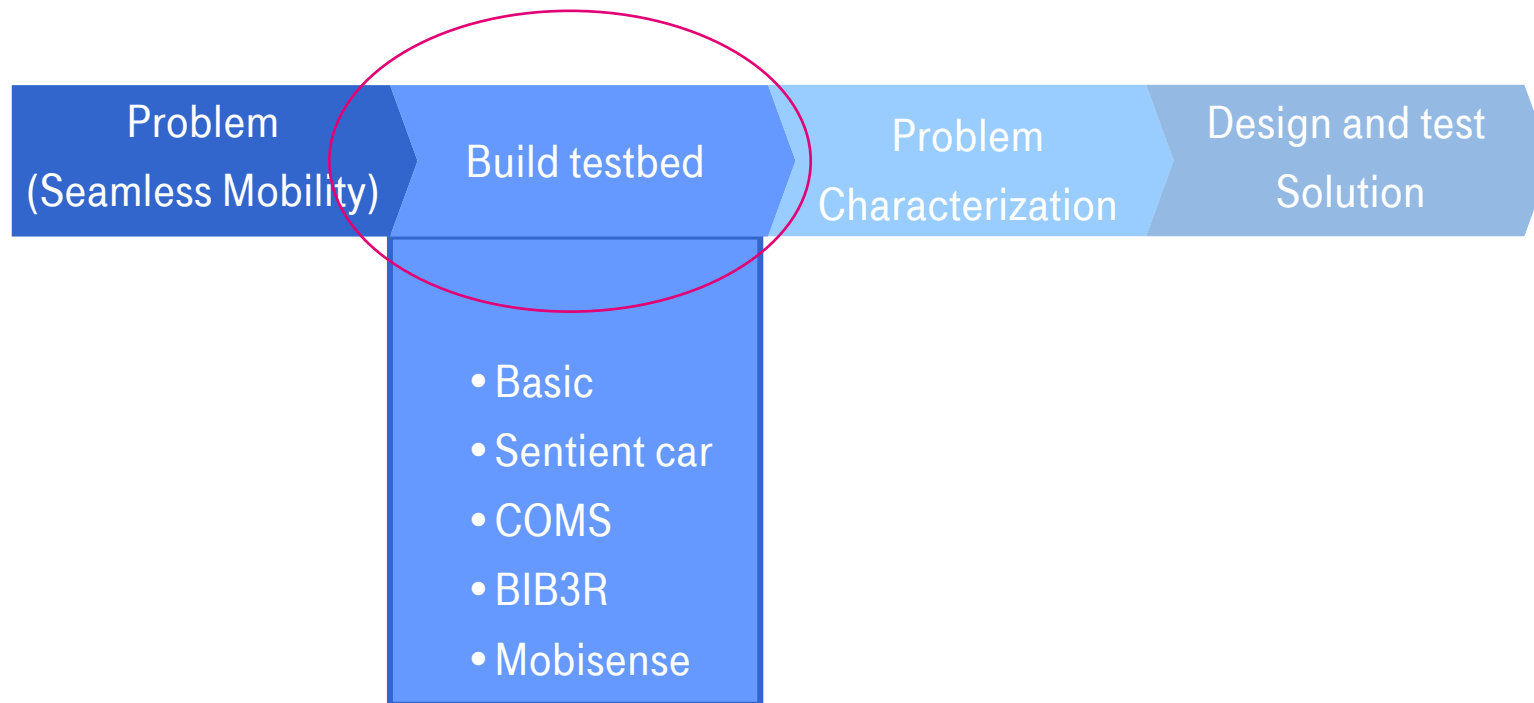 Problem
(Seamless Mobility)
Build testbed
Problem
Characterization
Design and test
Solution
• Basic
• Sentient car
• COMS
• BIB3R
• Mobisense